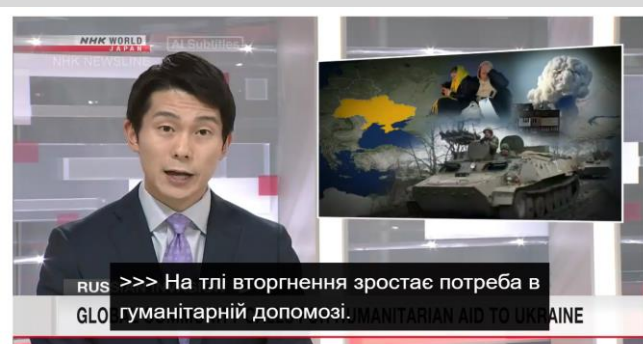 NHK WORLD
JAPAN
AI Subtitles
NHK NEWSLINE
RUS
>>> На тлі вторгнення зростає потреба в
гуманітарній допомозі.
GLO
HUMANITARIAN AID TO UKRAINE